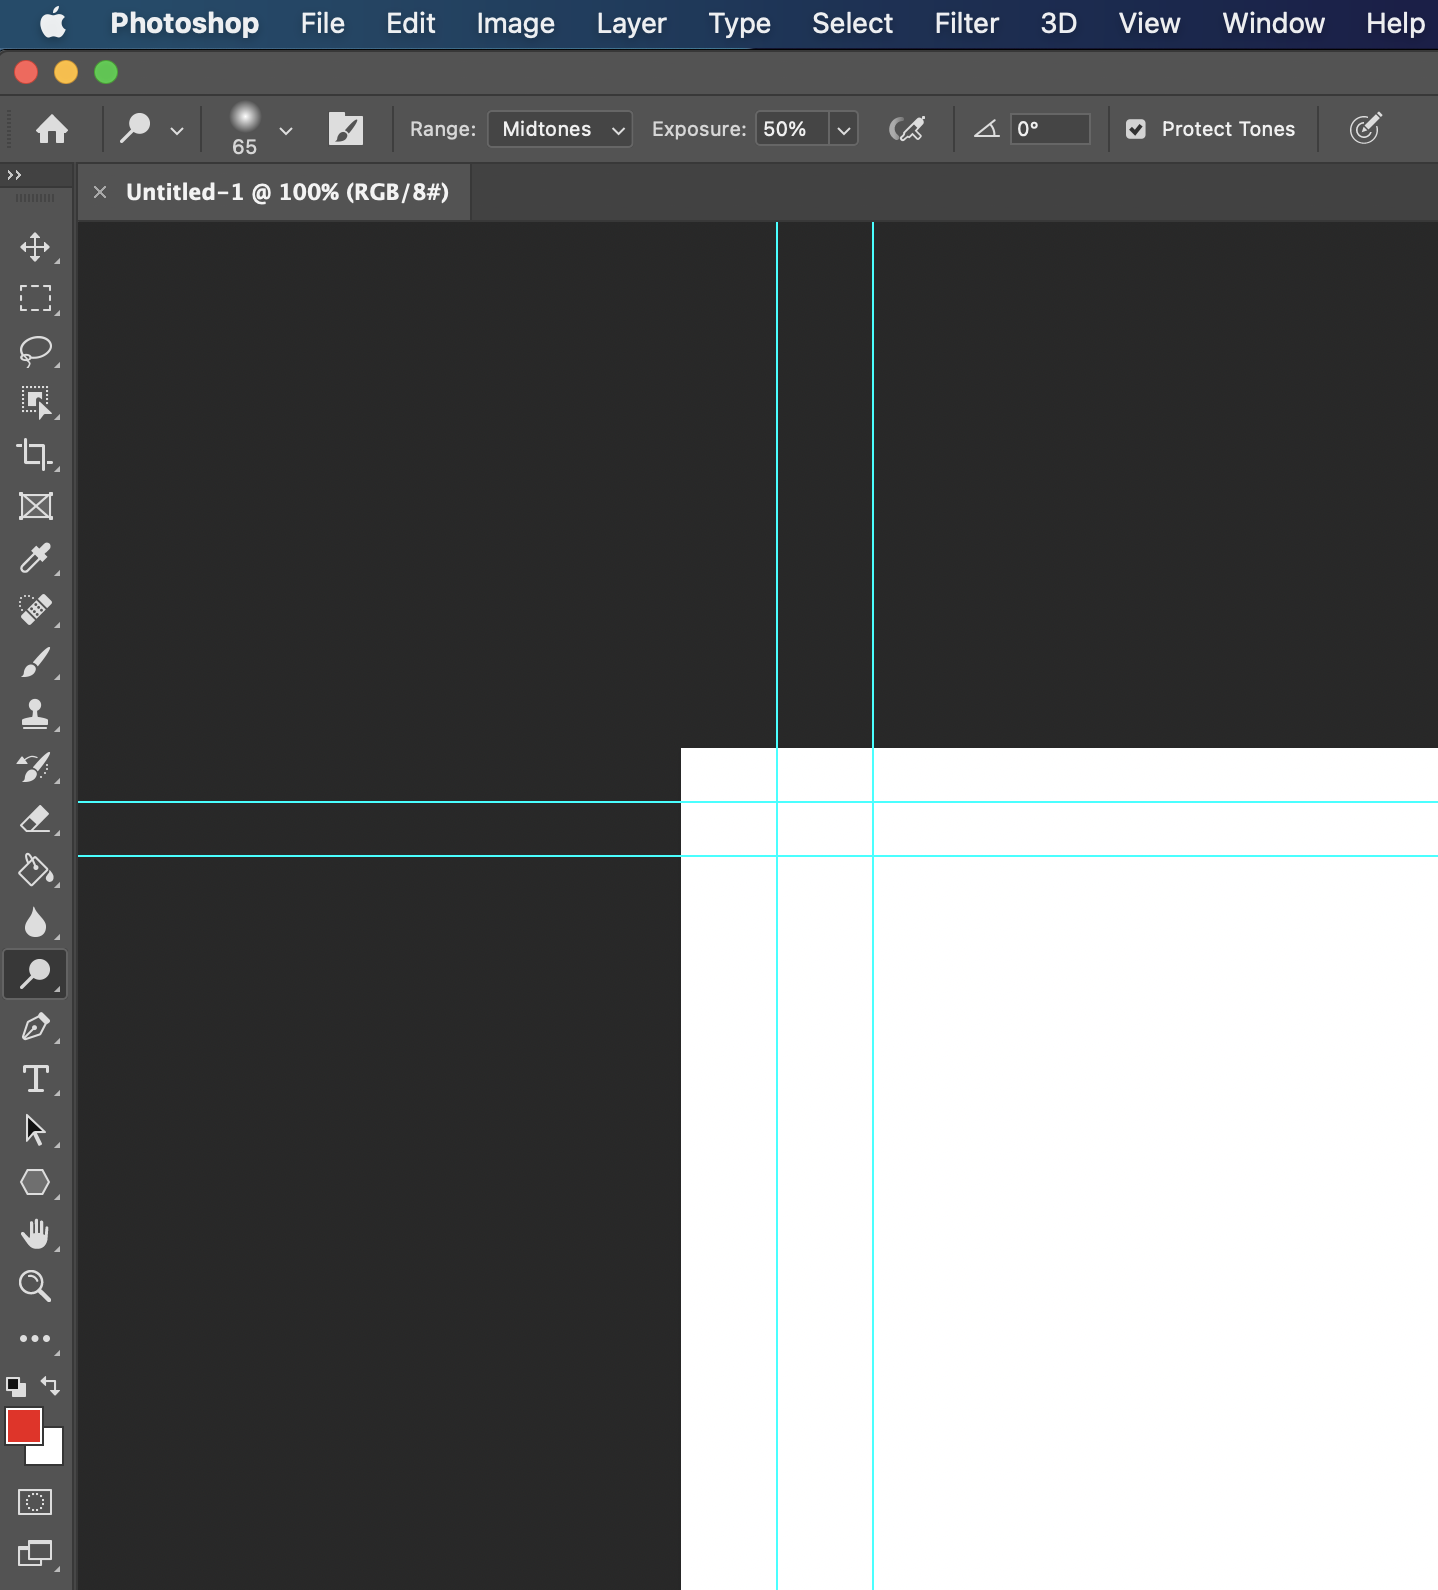 Photoshop File Edit Image Layer Type Select Filter 3D View Window Help
65 Range: Midtones Exposure: 50% 0° Protect Tones
Untitled-1 @ 100% (RGB/8#)